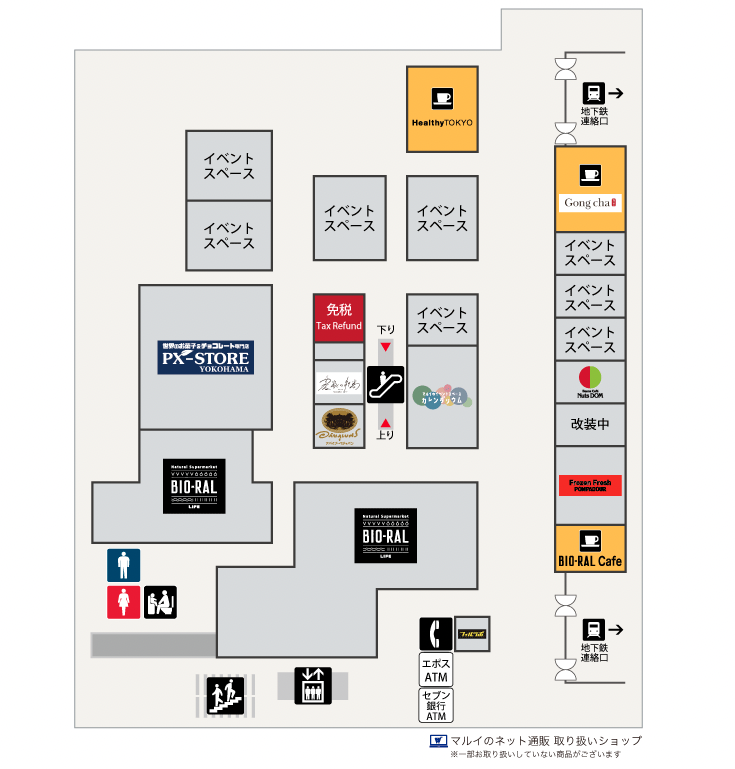 HealthyTOKYO
地下鉄
連絡口
イベント
スペース
イベント
スペース
イベント
スペース
イベント
スペース
Gong cha
イベント
スペース
イベント
スペース
イベント
スペース
免税
Tax Refund
下り
イベント
スペース
世界のお菓子&チョコレート専門店
PX-STORE
YOKOHAMA
カレンダリウム
上り
Nuts DOM
改装中
Natural Supermarket
BIO-RAL
LIFE
Natural Supermarket
BIO-RAL
LIFE
Frozen Fresh
BIO-RAL Cafe
エポス
ATM
セブン
銀行
ATM
地下鉄
連絡口
マルイのネット通販 取り扱いショップ
※一部お取り扱いしていない商品がございます